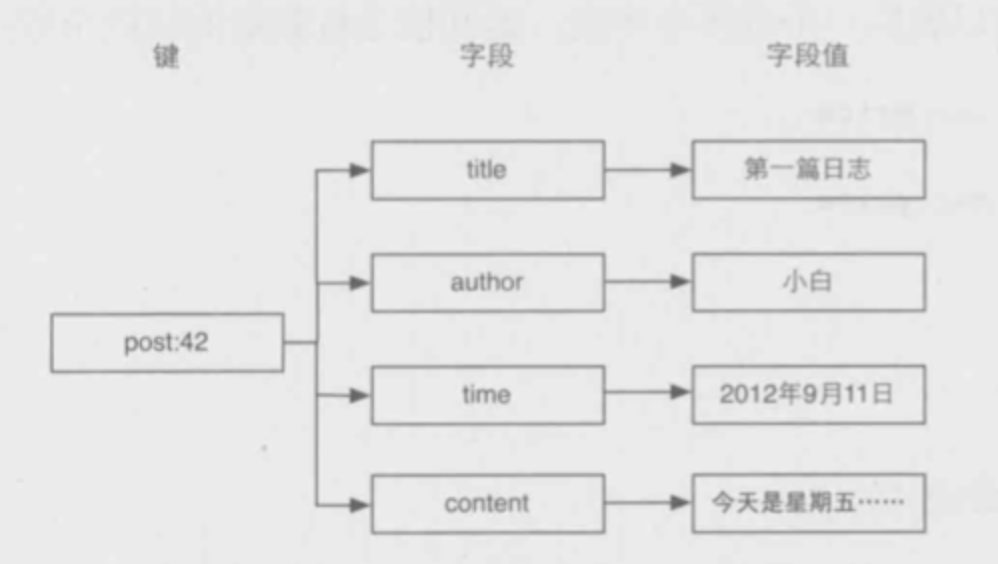 键 字段 字段值
title 第一篇日志
author 小白
post:42
time 2012年9月11日
content 今天是星期五……